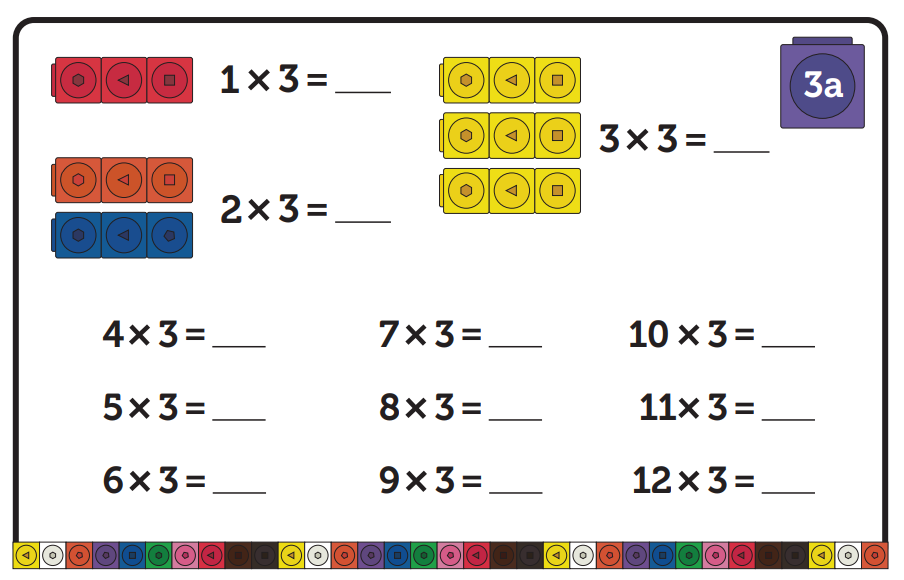 1 × 3 = ___
2 × 3 = ___
3 × 3 = ___
3a
4 × 3 = ___
5 × 3 = ___
6 × 3 = ___
7 × 3 = ___
8 × 3 = ___
9 × 3 = ___
10 × 3 = ___
11 × 3 = ___
12 × 3 = ___